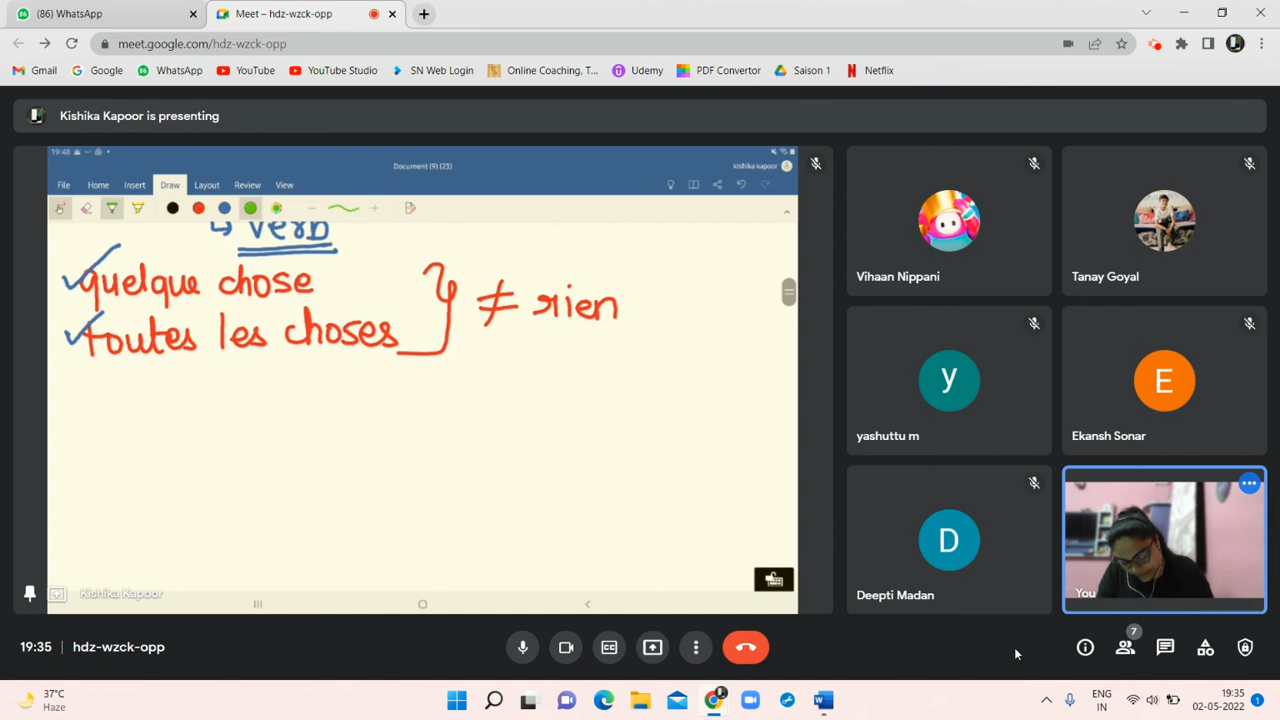 (86) WhatsApp
Meet – hdz-wzck-opp
meet.google.com/hdz-wzck-opp
Gmail
Google
WhatsApp
YouTube
YouTube Studio
SN Web Login
Online Coaching, T...
Udemy
PDF Convertor
Saison 1
Netflix
Kishika Kapoor is presenting
19:48
Document (9) (23)
kishika kapoor
File
Home
Insert
Draw
Layout
Review
View
↳ verb
quelque chose
toutes les choses
≠ rien
Kishika Kapoor
Vihaan Nippani
Tanay Goyal
y
yashuttu m
E
Ekansh Sonar
D
Deepti Madan
You
19:35
hdz-wzck-opp
7
37°C
Haze
ENG
IN
19:35
02-05-2022
1